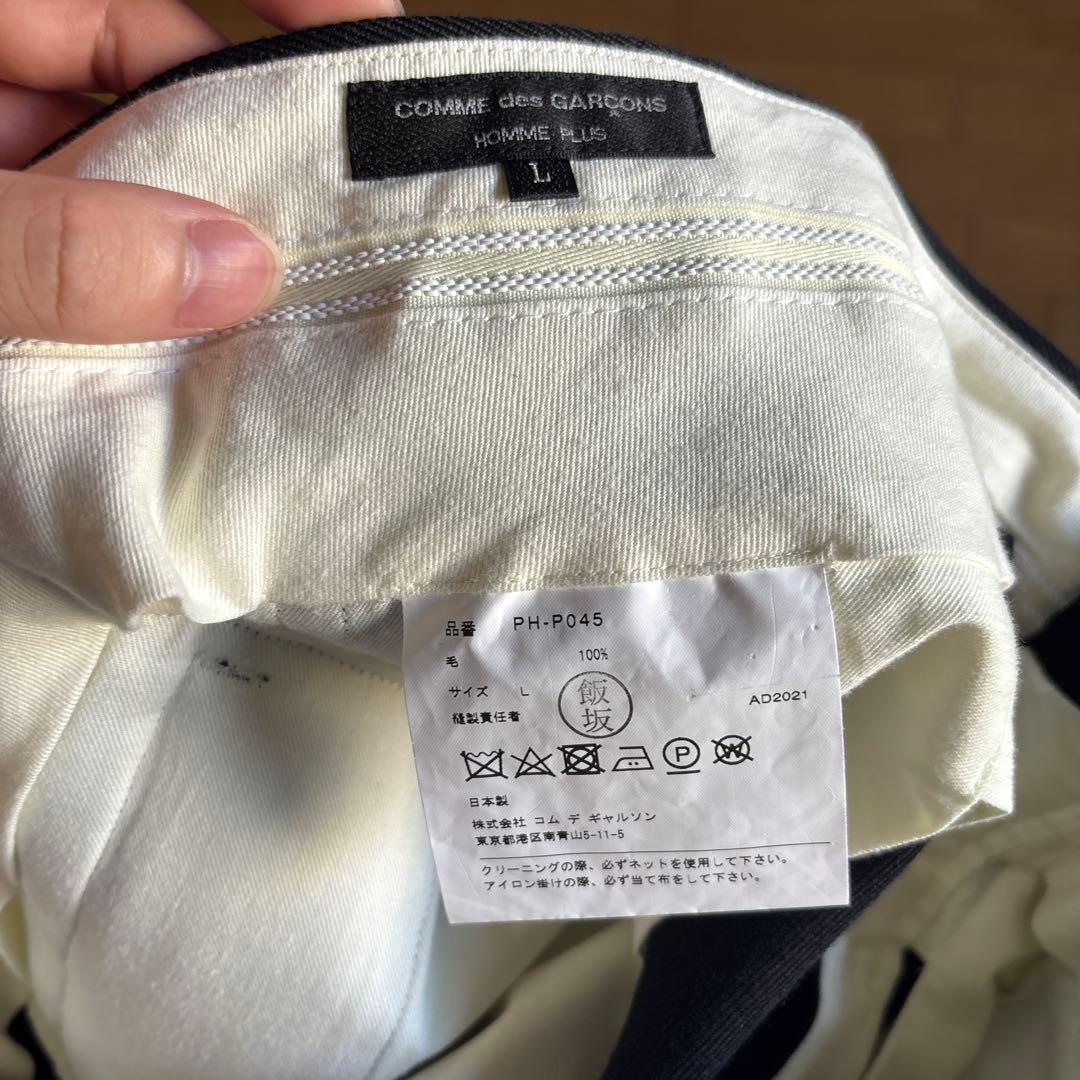 COMME des GARÇONS
HOMME PLUS
L
品番 PH-P045
毛 100%
サイズ L
飯坂
AD2021
縫製責任者
P W
日本製
株式会社 コム デ ギャルソン
東京都港区南青山5-11-5
クリーニングの際、必ずネットを使用して下さい。
アイロン掛けの際、必ず当て布をして下さい。